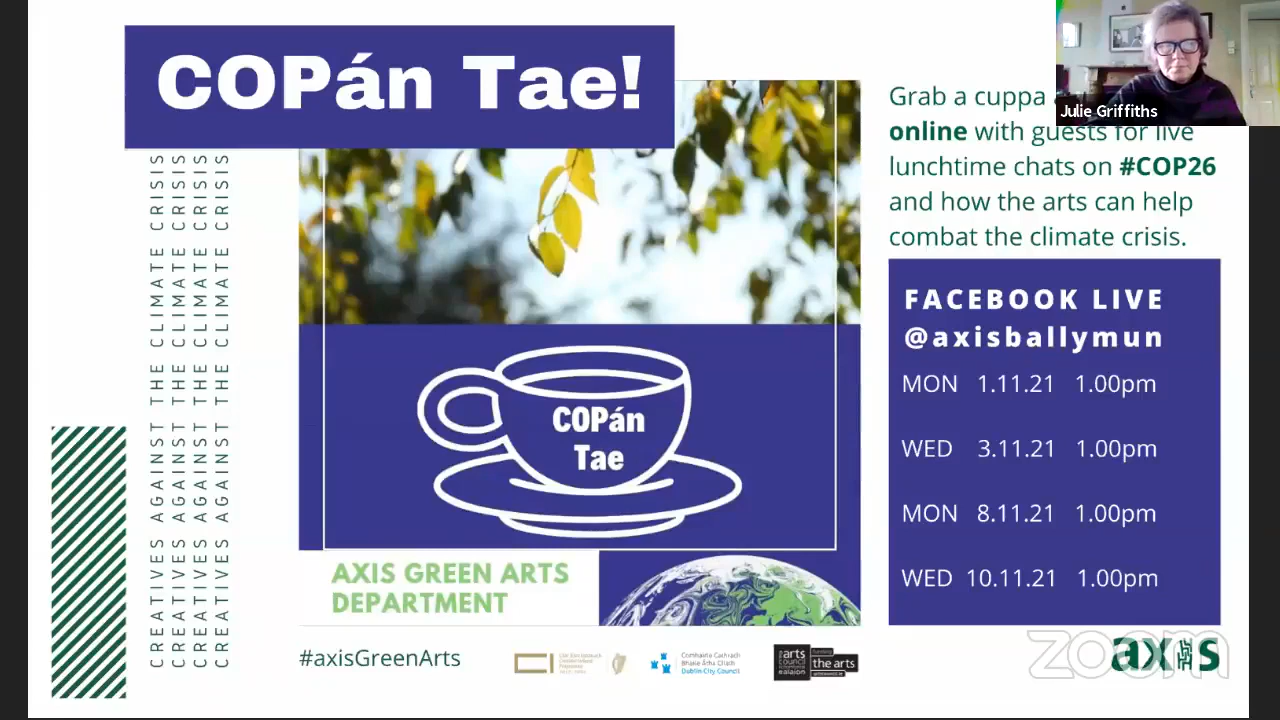 COPán Tae!
Julie Griffiths
Grab a cuppa
online with guests for live
lunchtime chats on #COP26
and how the arts can help
combat the climate crisis.
FACEBOOK LIVE
@axisballymun
MON 1.11.21 1.00pm
WED 3.11.21 1.00pm
MON 8.11.21 1.00pm
WED 10.11.21 1.00pm
CREATIVES AGAINST THE CLIMATE CRISIS
CREATIVES AGAINST THE CLIMATE CRISIS
CREATIVES AGAINST THE CLIMATE CRISIS
CREATIVES AGAINST THE CLIMATE CRISIS
COPán
Tae
AXIS GREEN ARTS
DEPARTMENT
#axisGreenArts
Comhairle Cathrach
Bhaile Átha Cliath
Dublin City Council
arts
council
ealaíon
funding
the arts
zoom
axis